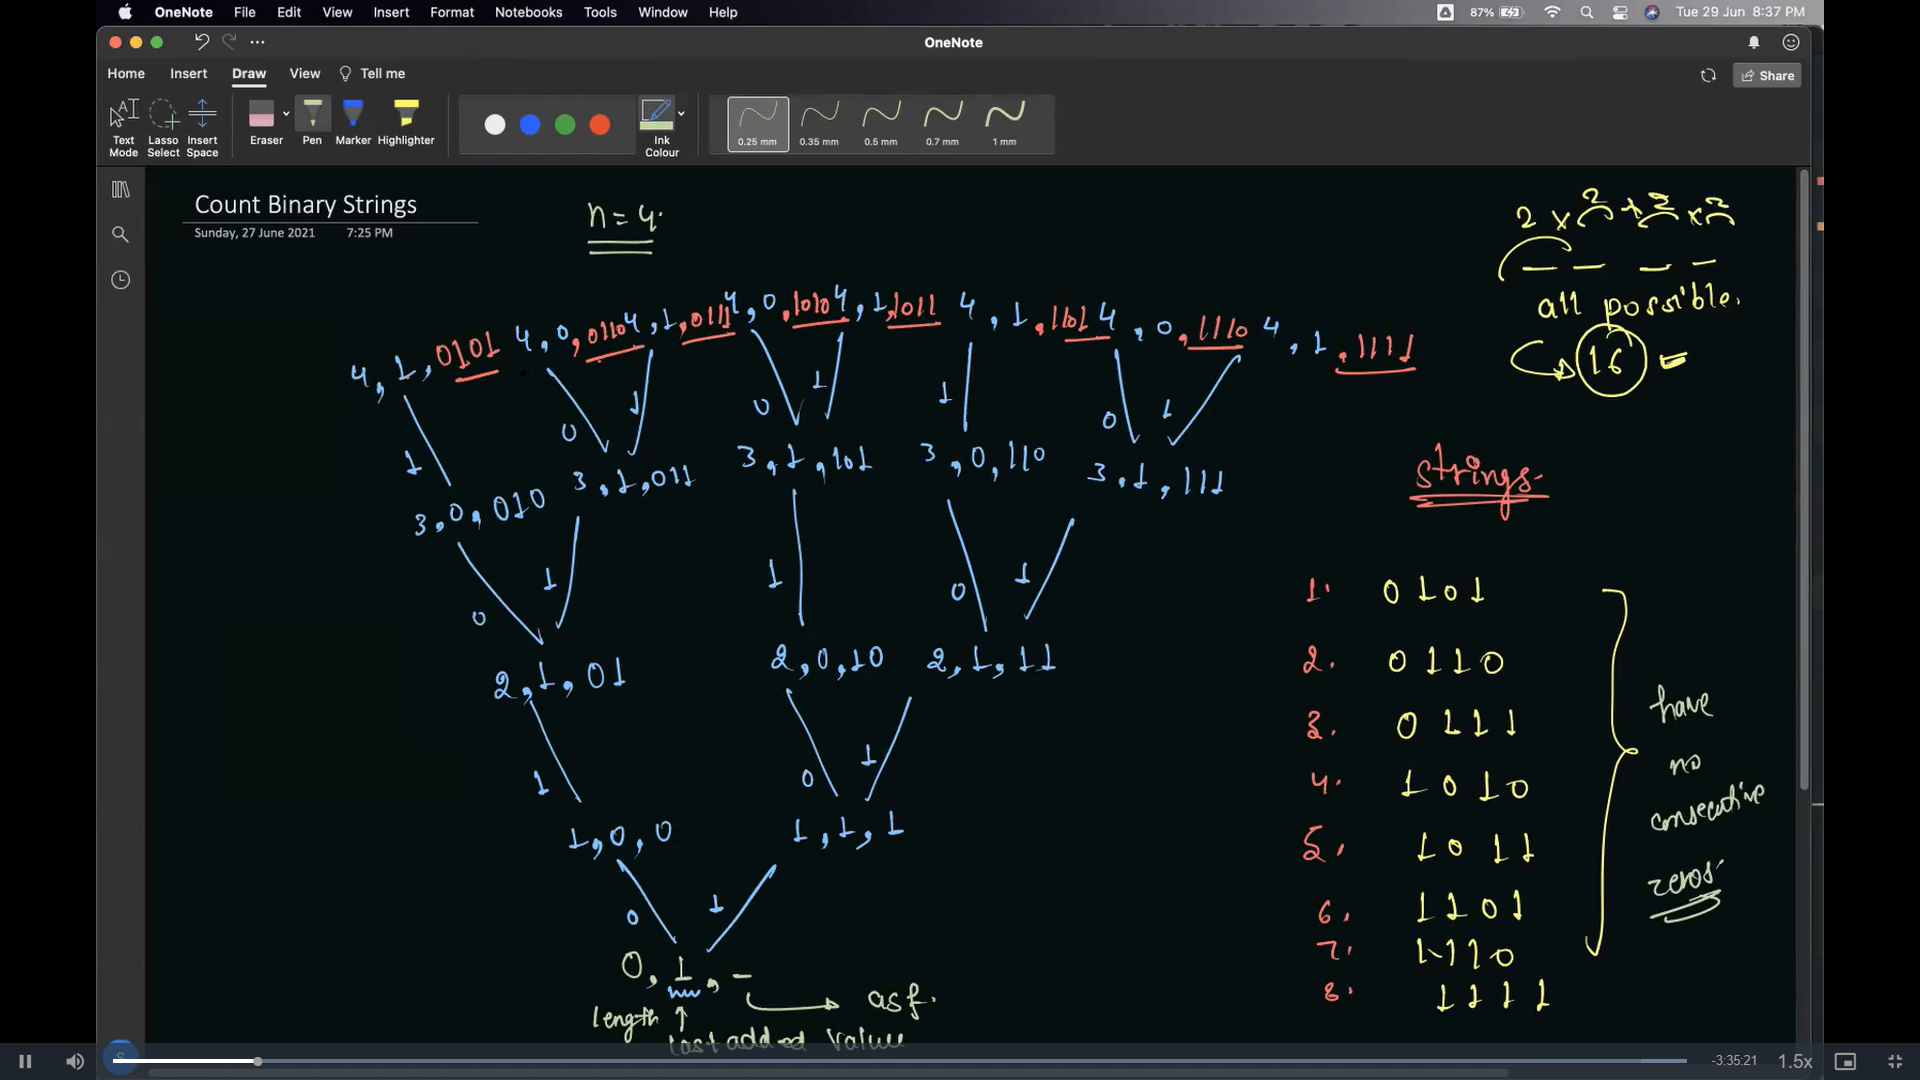 OneNote File Edit View Insert Format Notebooks Tools Window Help 87% Tue 29 Jun 8:37 PM
OneNote
Home Insert Draw View Tell me Share
Text Mode Lasso Select Insert Space Eraser Pen Marker Highlighter Ink Colour 0.25 mm 0.35 mm 0.5 mm 0.7 mm 1 mm
Count Binary Strings
Sunday, 27 June 2021 7:25 PM
n = 4
2 x 2 x 2 x 2
all possible.
16
4, 1, 0101 4, 0, 0110 4, 1, 0111 4, 0, 1010 4, 1, 1011 4, 1, 1101 4, 0, 1110 4, 1, 1111
1 0 1 0 1 1 0 1
3, 0, 010 3, 1, 011 3, 1, 101 3, 0, 110 3, 1, 111
0 1 1 0 1
2, 1, 01 2, 0, 10 2, 1, 11
1 0 1
1, 0, 0 1, 1, 1
0 1
0, 1, - asf.
length last added value
strings
1. 0101
2. 0110
3. 0111
4. 1010
5. 1011
6. 1101
7. 1110
8. 1111
have
no
consecutive
zeros
-3:35:21 1.5x